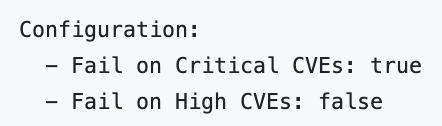 Configuration:
- Fail on Critical CVEs: true
- Fail on High CVEs: false